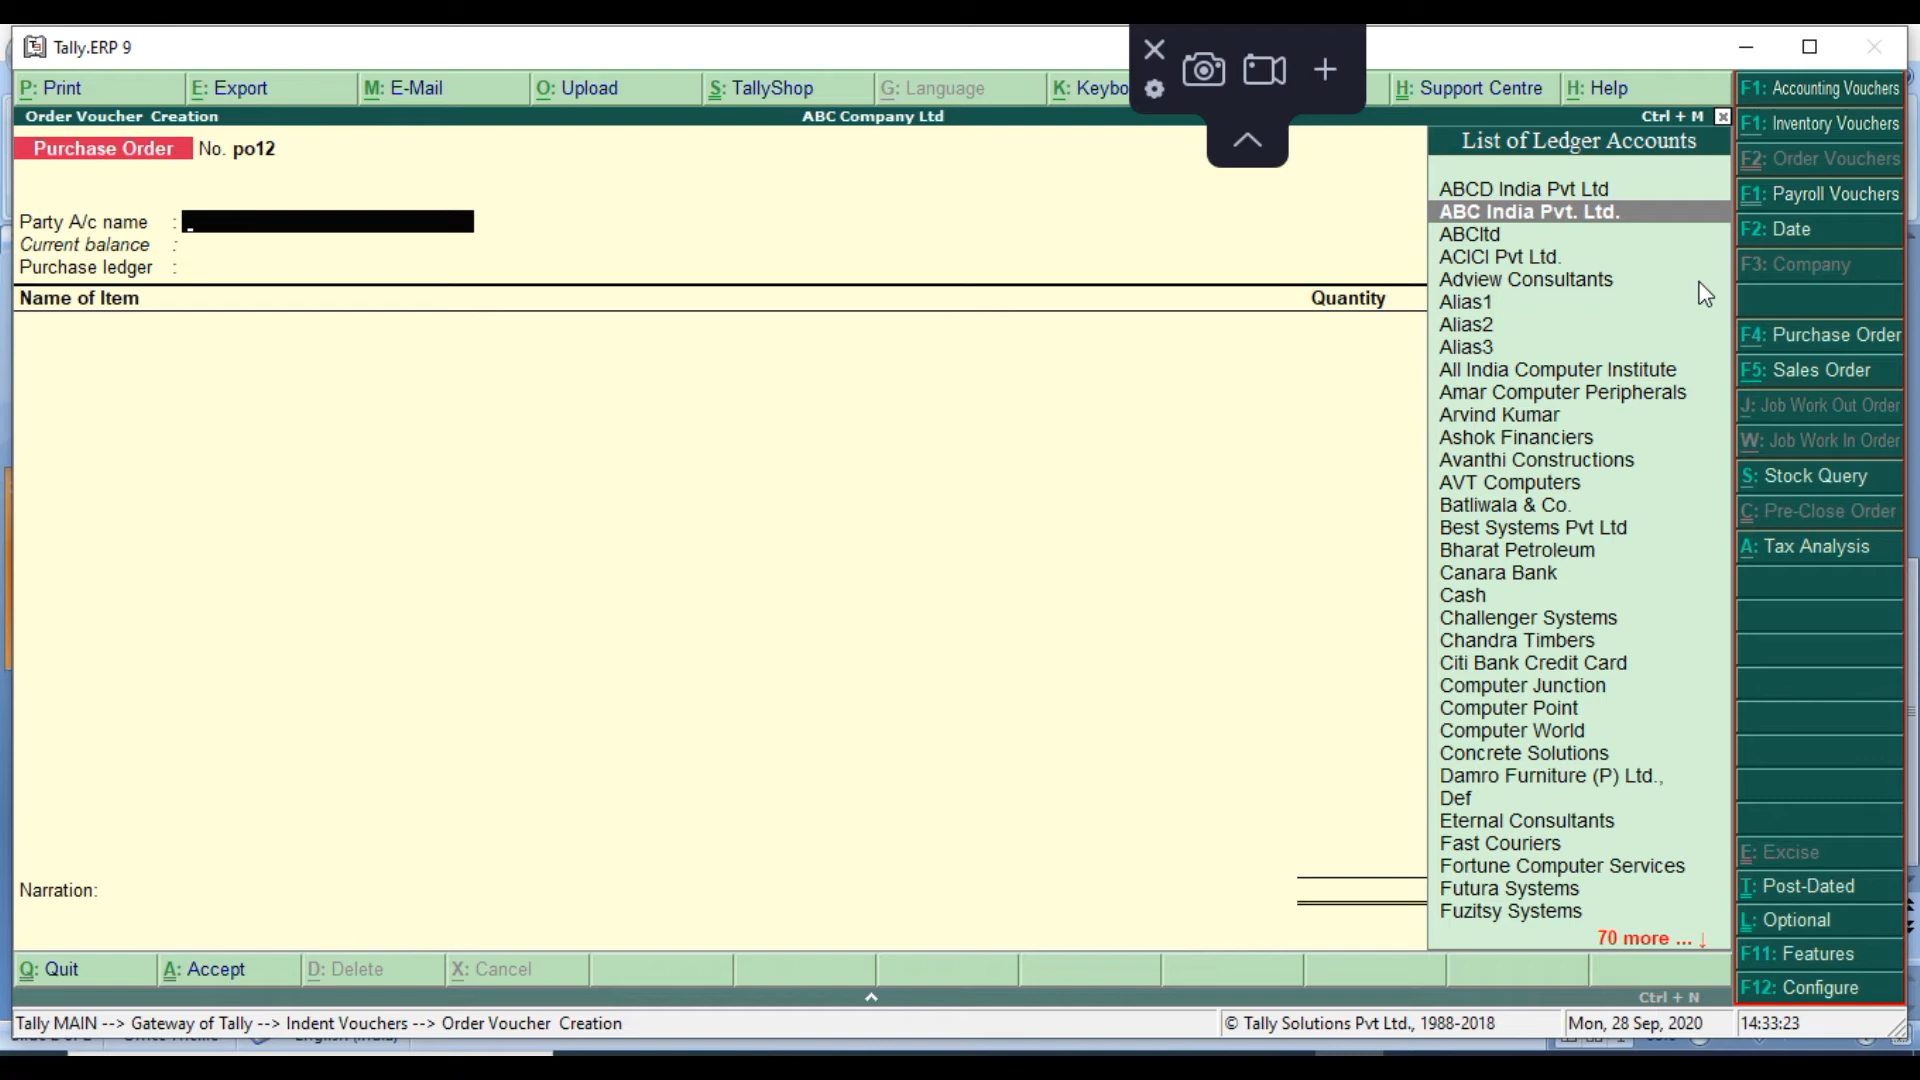 Tally.ERP 9
P: Print
E: Export
M: E-Mail
O: Upload
S: TallyShop
G: Language
K: Keybo
H: Support Centre
H: Help
Order Voucher Creation
ABC Company Ltd
Ctrl + M
Purchase Order No. po12
Party A/c name :
Current balance :
Purchase ledger :
Name of Item
Quantity
Narration:
List of Ledger Accounts
ABCD India Pvt Ltd
ABC India Pvt. Ltd.
ABCltd
ACICI Pvt Ltd.
Adview Consultants
Alias1
Alias2
Alias3
All India Computer Institute
Amar Computer Peripherals
Arvind Kumar
Ashok Financiers
Avanthi Constructions
AVT Computers
Batliwala & Co.
Best Systems Pvt Ltd
Bharat Petroleum
Canara Bank
Cash
Challenger Systems
Chandra Timbers
Citi Bank Credit Card
Computer Junction
Computer Point
Computer World
Concrete Solutions
Damro Furniture (P) Ltd.,
Def
Eternal Consultants
Fast Couriers
Fortune Computer Services
Futura Systems
Fuzitsy Systems
70 more ... ↓
F1: Accounting Vouchers
F1: Inventory Vouchers
F2: Order Vouchers
F1: Payroll Vouchers
F2: Date
F3: Company
F4: Purchase Order
F5: Sales Order
J: Job Work Out Order
W: Job Work In Order
S: Stock Query
C: Pre-Close Order
A: Tax Analysis
E: Excise
T: Post-Dated
L: Optional
F11: Features
F12: Configure
Q: Quit
A: Accept
D: Delete
X: Cancel
Ctrl + N
Tally MAIN --> Gateway of Tally --> Indent Vouchers --> Order Voucher Creation
© Tally Solutions Pvt Ltd., 1988-2018
Mon, 28 Sep, 2020
14:33:23